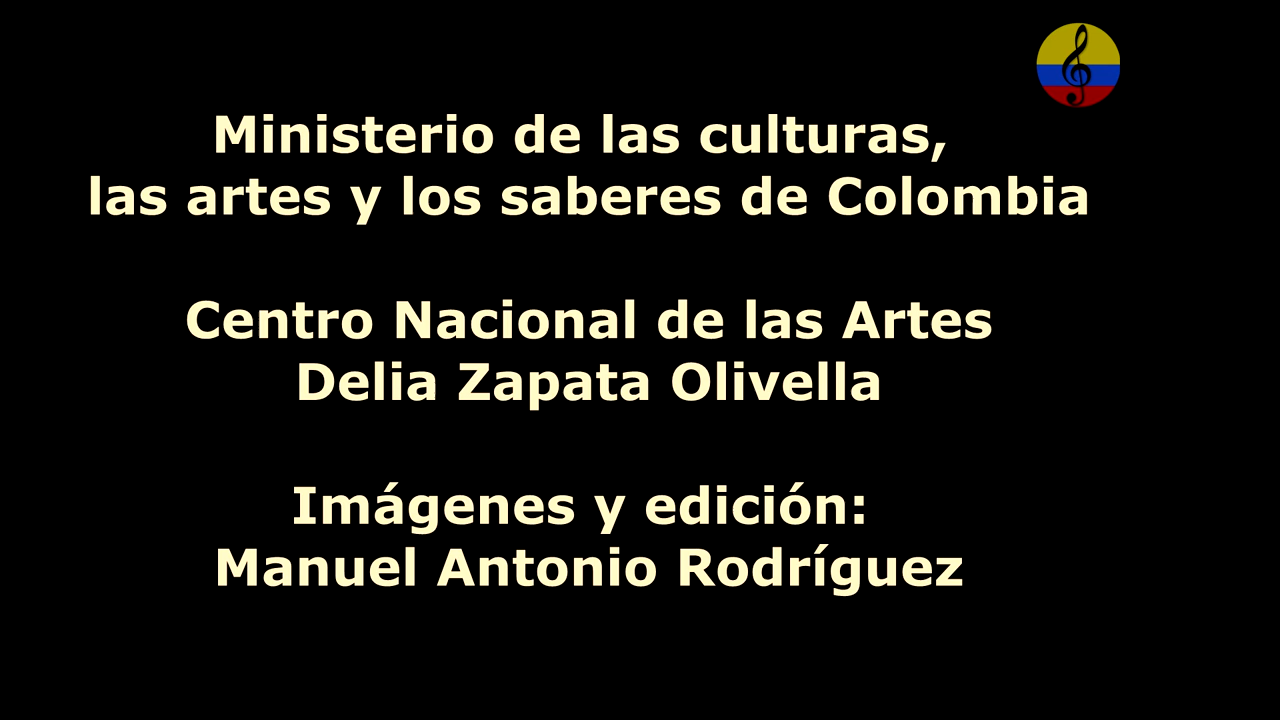 Ministerio de las culturas,
las artes y los saberes de Colombia
Centro Nacional de las Artes
Delia Zapata Olivella
Imágenes y edición:
Manuel Antonio Rodríguez